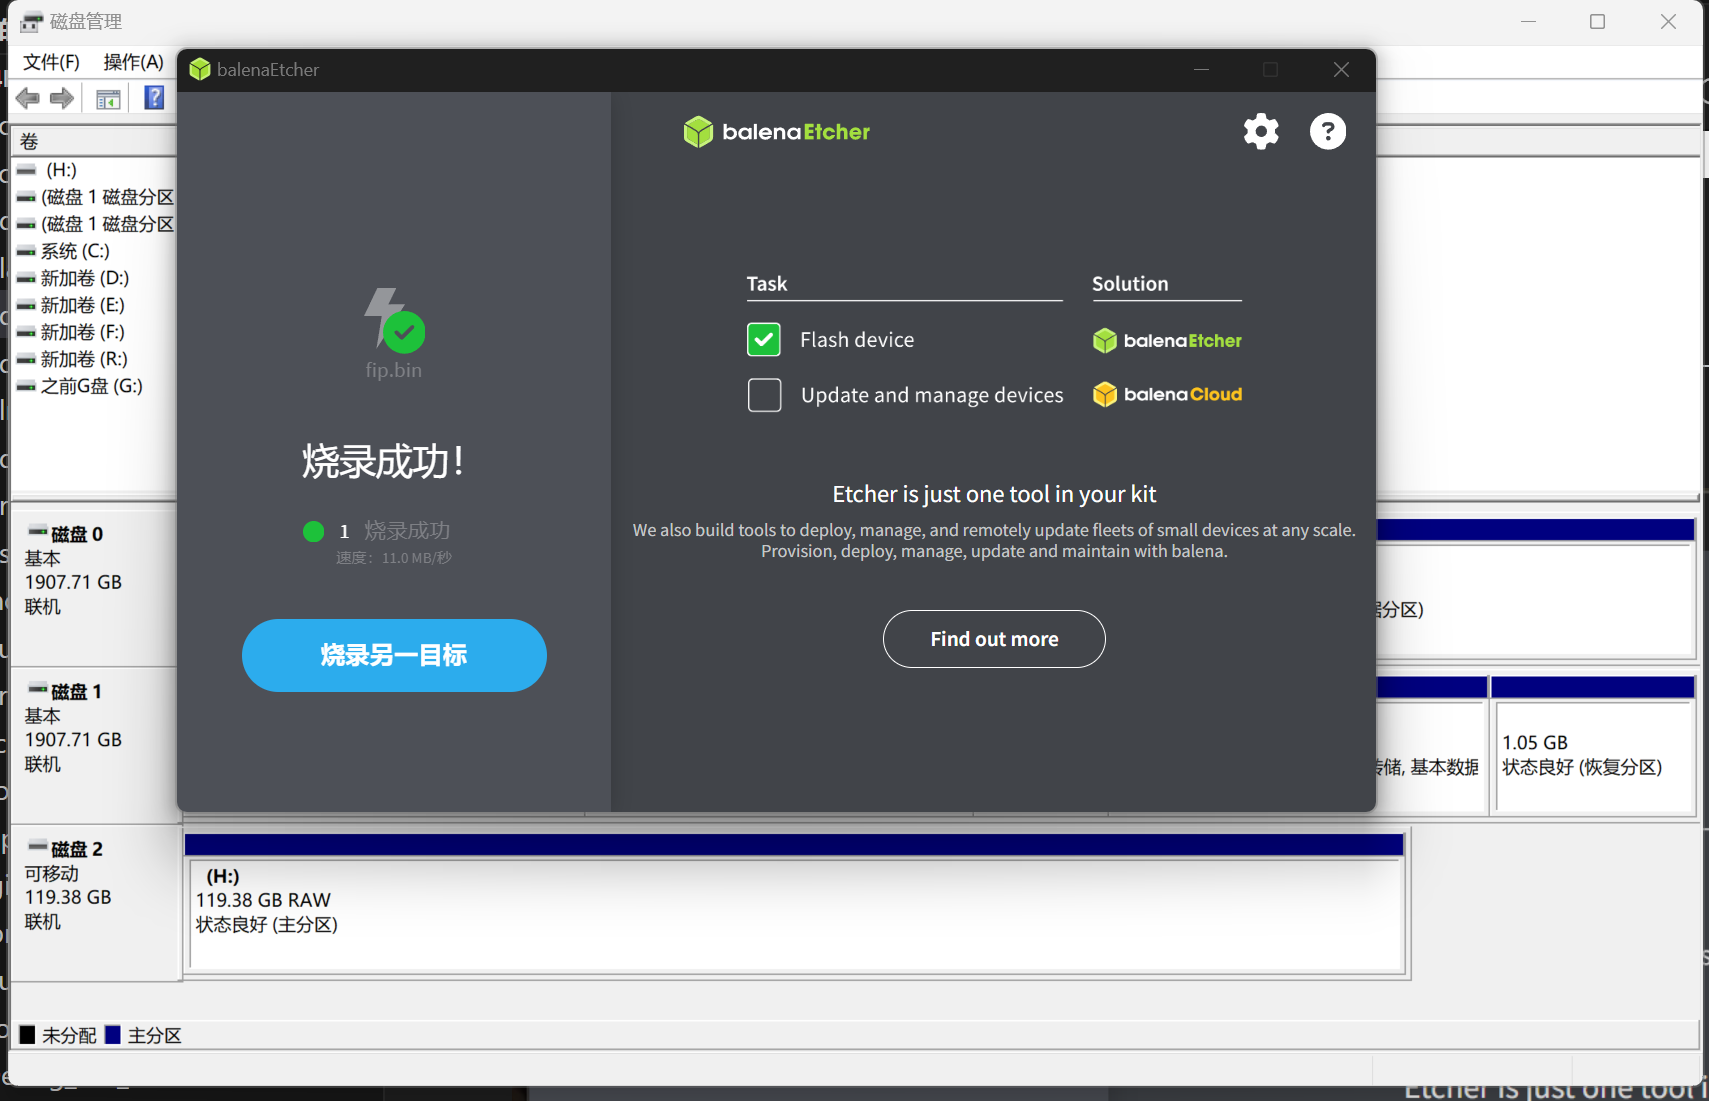 磁盘管理
文件(F) 操作(A)
卷
(H:)
(磁盘 1 磁盘分区
(磁盘 1 磁盘分区
系统 (C:)
新加卷 (D:)
新加卷 (E:)
新加卷 (F:)
新加卷 (R:)
之前G盘 (G:)
balenaEtcher
fip.bin
烧录成功!
1 烧录成功
速度: 11.0 MB/秒
烧录另一目标
balenaEtcher
?
Task Solution
Flash device balenaEtcher
Update and manage devices balenaCloud
Etcher is just one tool in your kit
We also build tools to deploy, manage, and remotely update fleets of small devices at any scale.
Provision, deploy, manage, update and maintain with balena.
Find out more
磁盘 0
基本
1907.71 GB
联机
据分区)
磁盘 1
基本
1907.71 GB
联机
转储, 基本数据
1.05 GB
状态良好 (恢复分区)
磁盘 2
可移动
119.38 GB
联机
(H:)
119.38 GB RAW
状态良好 (主分区)
未分配 主分区
Etcher is just one tool i